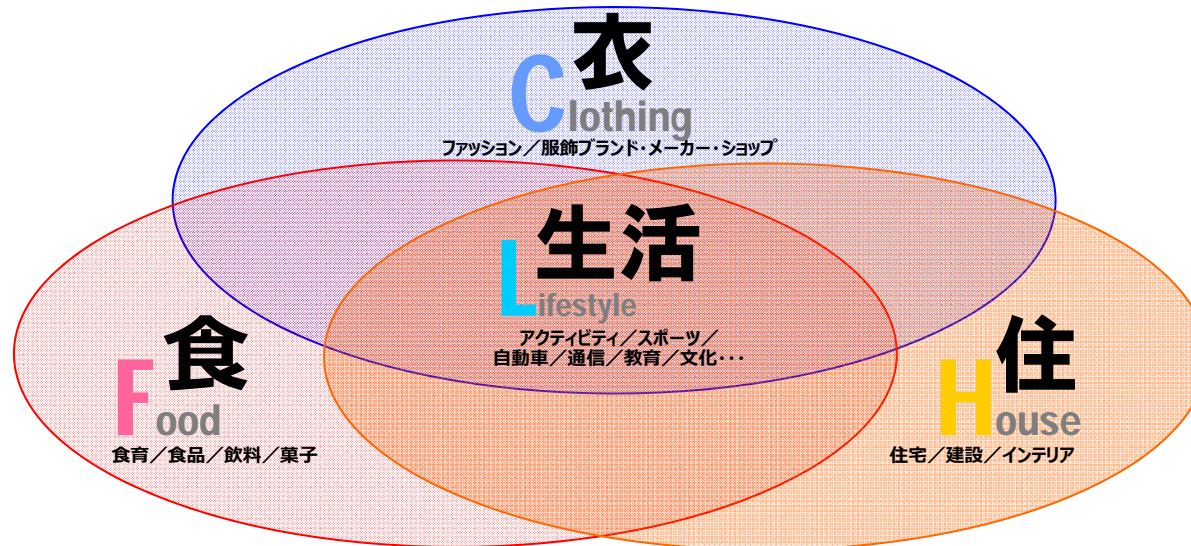 衣
Clothing
ファッション／服飾ブランド・メーカー・ショップ
生活
Lifestyle
アクティビティ／スポーツ／
自動車／通信／教育／文化・・・
食
Food
食育／食品／飲料／菓子
住
House
住宅／建設／インテリア